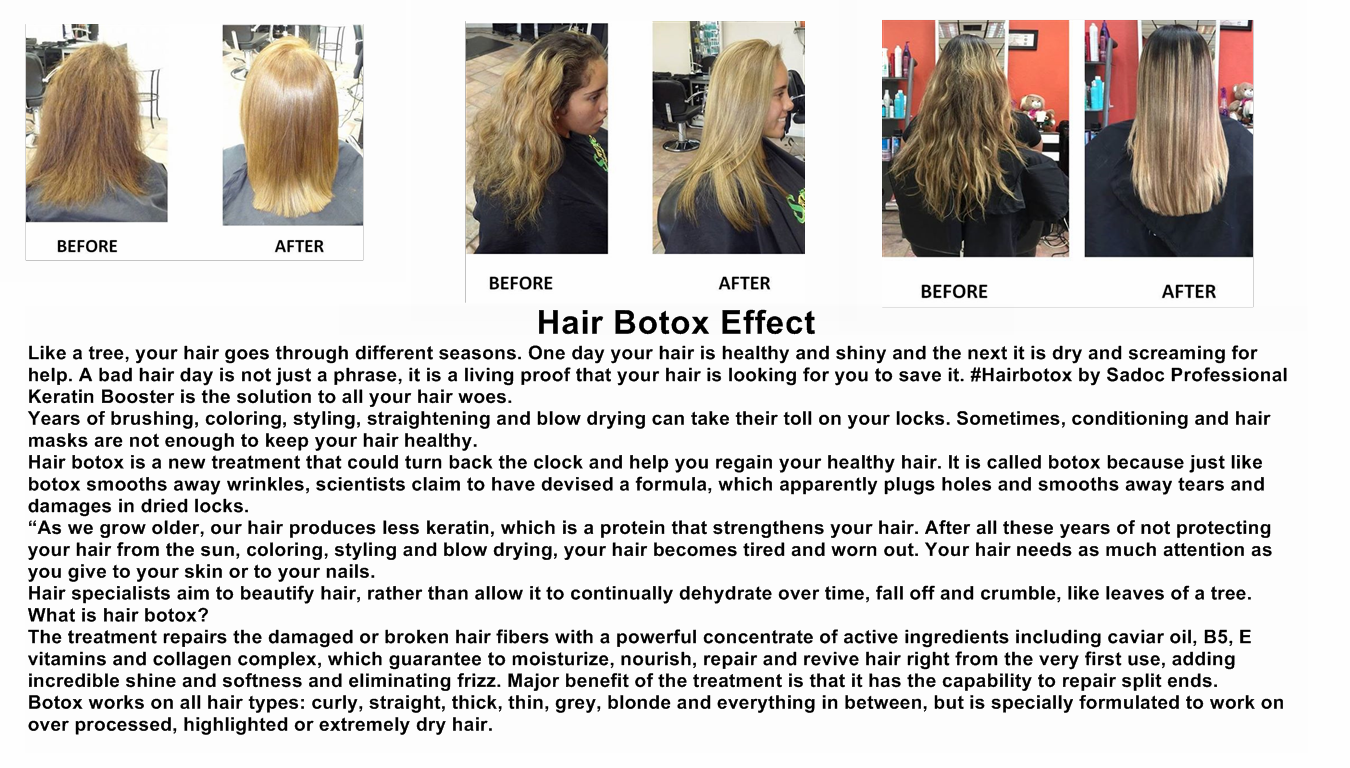 BEFORE
AFTER
BEFORE
AFTER
BEFORE
AFTER
Hair Botox Effect
Like a tree, your hair goes through different seasons. One day your hair is healthy and shiny and the next it is dry and screaming for
help. A bad hair day is not just a phrase, it is a living proof that your hair is looking for you to save it. #Hairbotox by Sadoc Professional
Keratin Booster is the solution to all your hair woes.
Years of brushing, coloring, styling, straightening and blow drying can take their toll on your locks. Sometimes, conditioning and hair
masks are not enough to keep your hair healthy.
Hair botox is a new treatment that could turn back the clock and help you regain your healthy hair. It is called botox because just like
botox smooths away wrinkles, scientists claim to have devised a formula, which apparently plugs holes and smooths away tears and
damages in dried locks.
“As we grow older, our hair produces less keratin, which is a protein that strengthens your hair. After all these years of not protecting
your hair from the sun, coloring, styling and blow drying, your hair becomes tired and worn out. Your hair needs as much attention as
you give to your skin or to your nails.
Hair specialists aim to beautify hair, rather than allow it to continually dehydrate over time, fall off and crumble, like leaves of a tree.
What is hair botox?
The treatment repairs the damaged or broken hair fibers with a powerful concentrate of active ingredients including caviar oil, B5, E
vitamins and collagen complex, which guarantee to moisturize, nourish, repair and revive hair right from the very first use, adding
incredible shine and softness and eliminating frizz. Major benefit of the treatment is that it has the capability to repair split ends.
Botox works on all hair types: curly, straight, thick, thin, grey, blonde and everything in between, but is specially formulated to work on
over processed, highlighted or extremely dry hair.